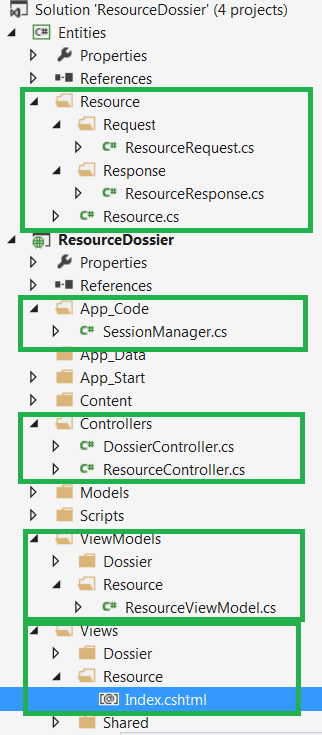 Solution 'ResourceDossier' (4 projects)
C# Entities
Properties
References
Resource
Request
C# ResourceRequest.cs
Response
C# ResourceResponse.cs
C# Resource.cs
ResourceDossier
Properties
References
App_Code
C# SessionManager.cs
App_Data
App_Start
Content
Controllers
C# DossierController.cs
C# ResourceController.cs
Models
Scripts
ViewModels
Dossier
Resource
C# ResourceViewModel.cs
Views
Dossier
Resource
[@] Index.cshtml
Shared